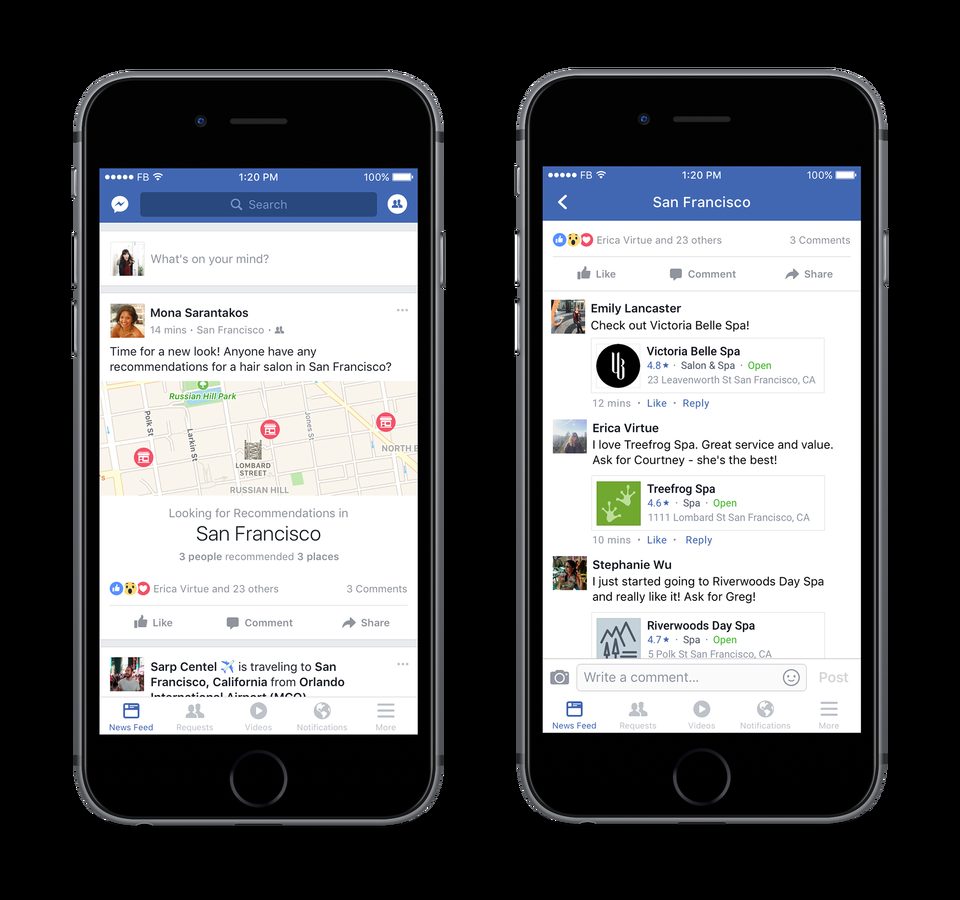 FB 1:20 PM 100%
Search
What's on your mind?
Mona Sarantakos
14 mins · San Francisco ·
Time for a new look! Anyone have any
recommendations for a hair salon in San Francisco?
Russian Hill Park
Polk St
Larkin St
Jones St
NORTH B
LOMBARD
STREET
RUSSIAN HILL
Looking for Recommendations in
San Francisco
3 people recommended 3 places
Erica Virtue and 23 others 3 Comments
Like Comment Share
Sarp Centel ✈️ is traveling to San
Francisco, California from Orlando
International Airport (MCO)
News Feed Requests Videos Notifications More
FB 1:20 PM 100%
San Francisco
Erica Virtue and 23 others 3 Comments
Like Comment Share
Emily Lancaster
Check out Victoria Belle Spa!
Victoria Belle Spa
4.8★ · Salon & Spa · Open
23 Leavenworth St San Francisco, CA
12 mins · Like · Reply
Erica Virtue
I love Treefrog Spa. Great service and value.
Ask for Courtney - she's the best!
Treefrog Spa
4.6★ · Spa · Open
1111 Lombard St San Francisco, CA
10 mins · Like · Reply
Stephanie Wu
I just started going to Riverwoods Day Spa
and really like it! Ask for Greg!
Riverwoods Day Spa
4.7★ · Spa · Open
5 Polk St San Francisco, CA
Write a comment... Post
News Feed Requests Videos Notifications More